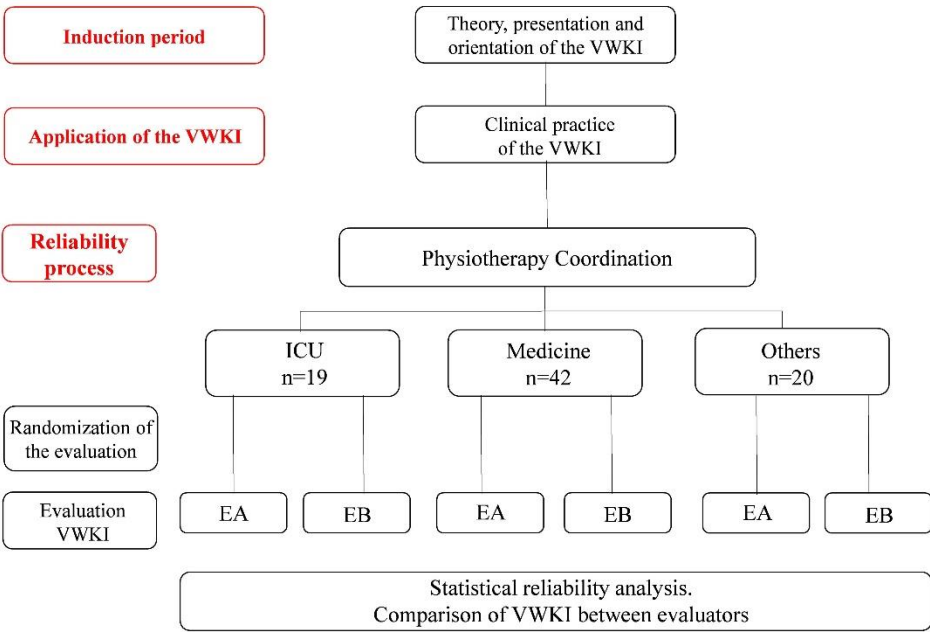 Induction period
Theory, presentation and
orientation of the VWKI
Application of the VWKI
Clinical practice
of the VWKI
Reliability
process
Physiotherapy Coordination
ICU
n=19
Medicine
n=42
Others
n=20
Randomization of
the evaluation
Evaluation
VWKI
EA
EB
EA
EB
EA
EB
Statistical reliability analysis.
Comparison of VWKI between evaluators